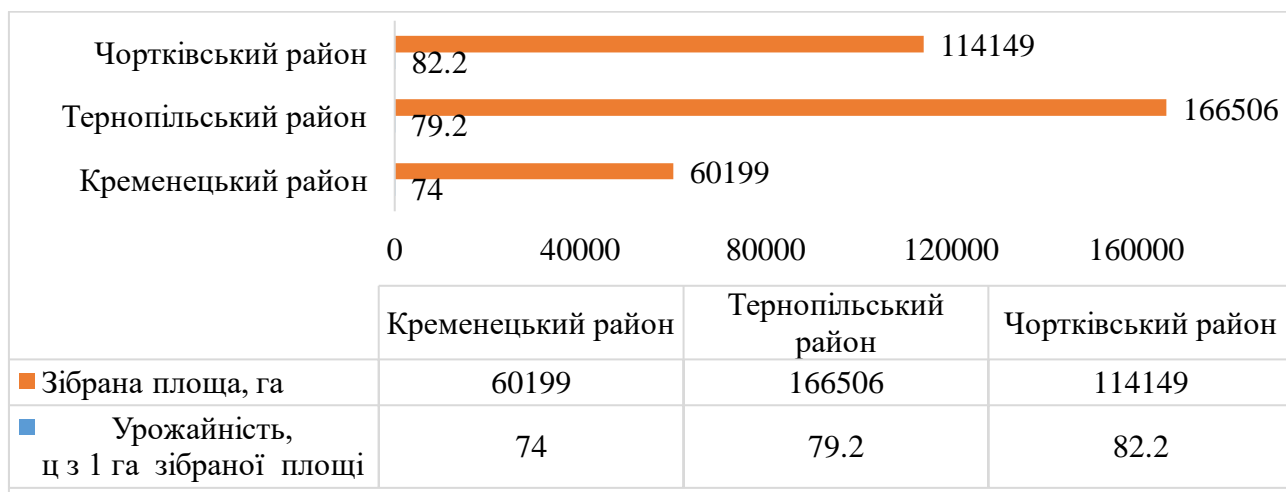 Чортківський район
114149
82.2
Тернопільський район
166506
79.2
Кременецький район
60199
74
0 40000 80000 120000 160000
Кременецький район
Тернопільський
район
Чортківський район
Зібрана площа, га 60199 166506 114149
Урожайність,
ц з 1 га зібраної площі
74 79.2 82.2